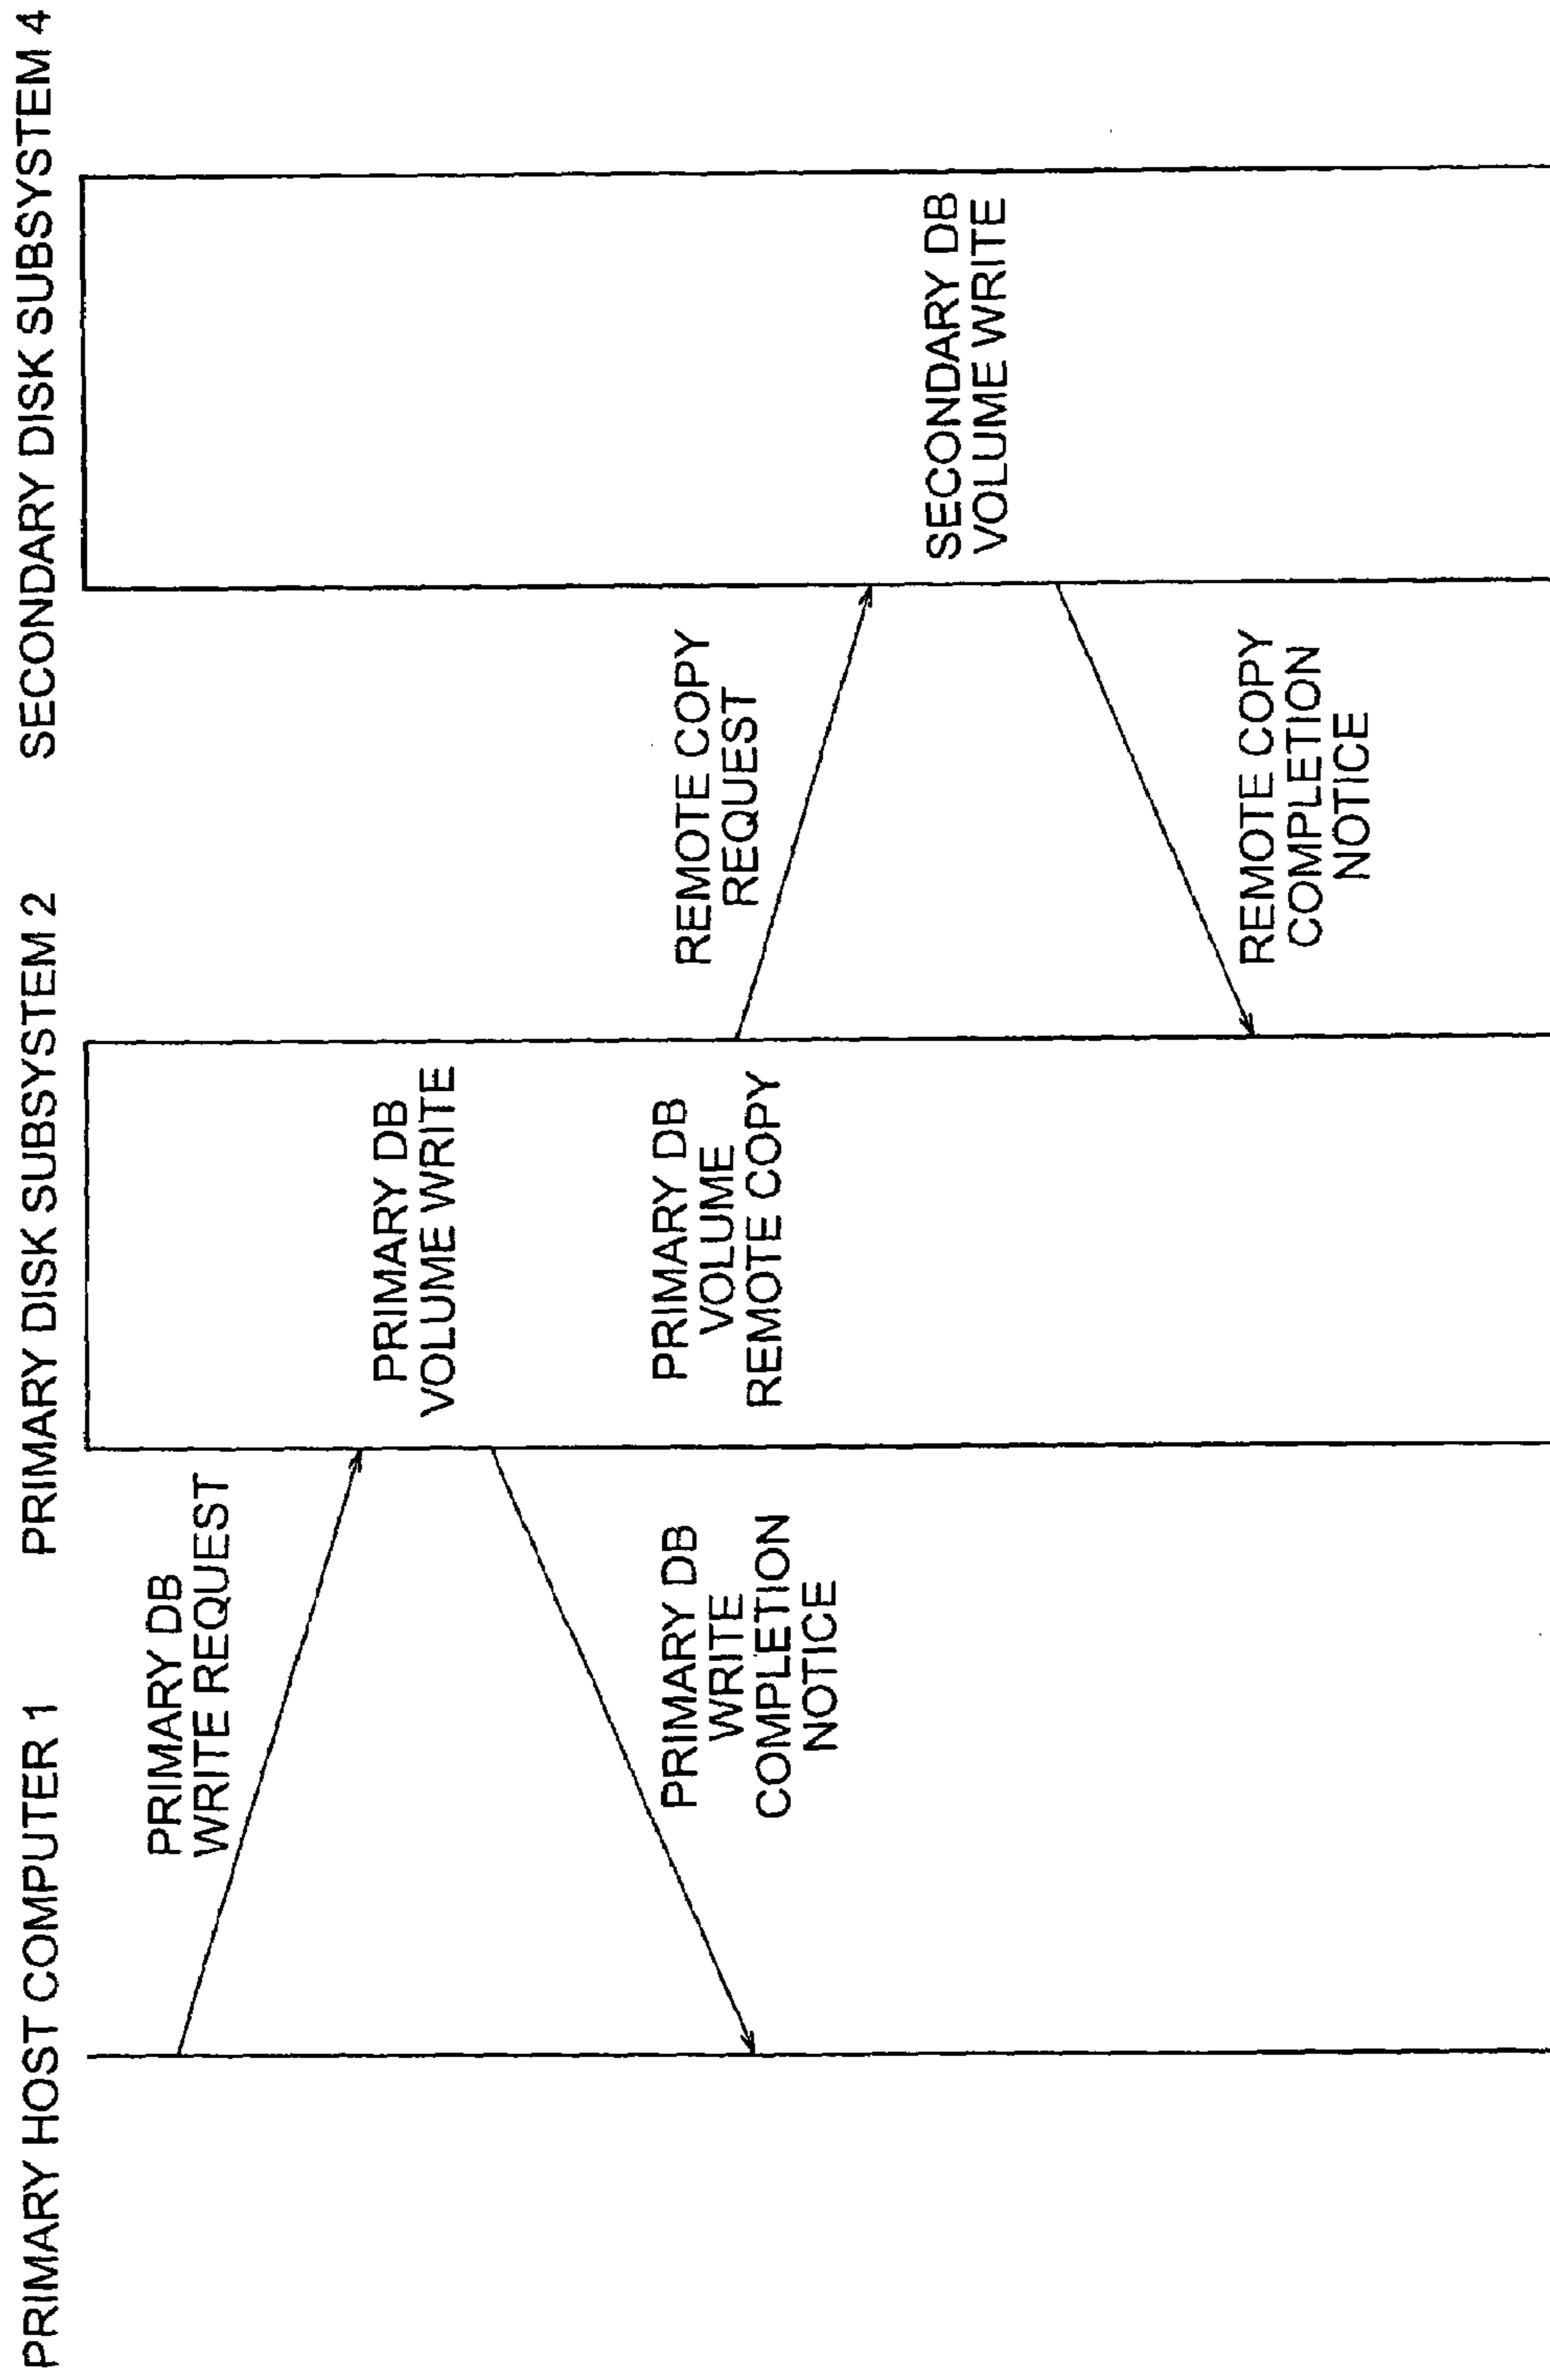 PRIMARY HOST COMPUTER 1
PRIMARY DISK SUBSYSTEM 2
SECONDARY DISK SUBSYSTEM 4
PRIMARY DB
WRITE REQUEST
PRIMARY DB
VOLUME WRITE
PRIMARY DB
WRITE
COMPLETION
NOTICE
PRIMARY DB
VOLUME
REMOTE COPY
REMOTE COPY
REQUEST
SECONDARY DB
VOLUME WRITE
REMOTE COPY
COMPLETION
NOTICE